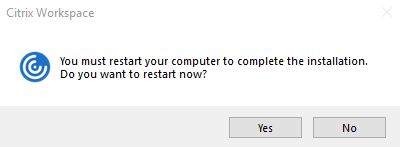 Citrix Workspace
You must restart your computer to complete the installation.
Do you want to restart now?
Yes
No